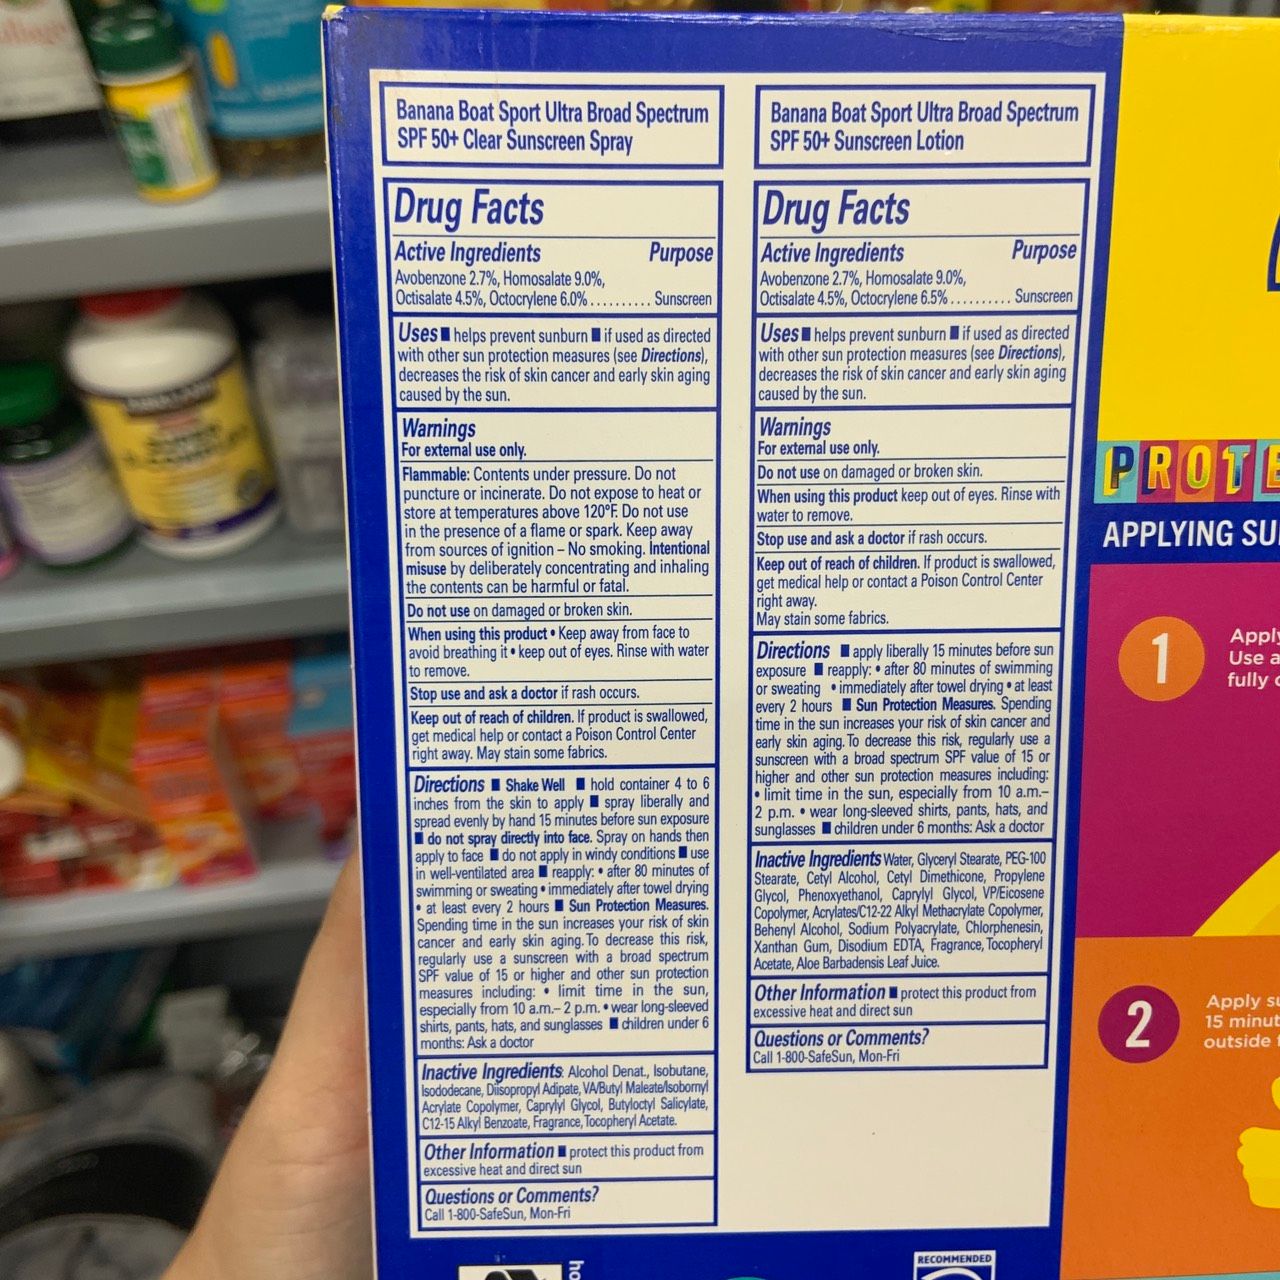 Banana Boat Sport Ultra Broad Spectrum
SPF 50+ Clear Sunscreen Spray
Drug Facts
Active Ingredients Purpose
Avobenzone 2.7%, Homosalate 9.0%,
Octisalate 4.5%, Octocrylene 6.0% .......... Sunscreen
Uses ■ helps prevent sunburn ■ if used as directed
with other sun protection measures (see Directions),
decreases the risk of skin cancer and early skin aging
caused by the sun.
Warnings
For external use only.
Flammable: Contents under pressure. Do not
puncture or incinerate. Do not expose to heat or
store at temperatures above 120°F. Do not use
in the presence of a flame or spark. Keep away
from sources of ignition – No smoking. Intentional
misuse by deliberately concentrating and inhaling
the contents can be harmful or fatal.
Do not use on damaged or broken skin.
When using this product • Keep away from face to
avoid breathing it • keep out of eyes. Rinse with water
to remove.
Stop use and ask a doctor if rash occurs.
Keep out of reach of children. If product is swallowed,
get medical help or contact a Poison Control Center
right away. May stain some fabrics.
Directions ■ Shake Well ■ hold container 4 to 6
inches from the skin to apply ■ spray liberally and
spread evenly by hand 15 minutes before sun exposure
■ do not spray directly into face. Spray on hands then
apply to face ■ do not apply in windy conditions ■ use
in well-ventilated area ■ reapply: • after 80 minutes of
swimming or sweating • immediately after towel drying
• at least every 2 hours ■ Sun Protection Measures.
Spending time in the sun increases your risk of skin
cancer and early skin aging. To decrease this risk,
regularly use a sunscreen with a broad spectrum
SPF value of 15 or higher and other sun protection
measures including: • limit time in the sun,
especially from 10 a.m.– 2 p.m. • wear long-sleeved
shirts, pants, hats, and sunglasses ■ children under 6
months: Ask a doctor
Inactive Ingredients: Alcohol Denat., Isobutane,
Isododecane, Diisopropyl Adipate, VA/Butyl Maleate/Isobornyl
Acrylate Copolymer, Caprylyl Glycol, Butyloctyl Salicylate,
C12-15 Alkyl Benzoate, Fragrance, Tocopheryl Acetate.
Other Information ■ protect this product from
excessive heat and direct sun
Questions or Comments?
Call 1-800-SafeSun, Mon-Fri
Banana Boat Sport Ultra Broad Spectrum
SPF 50+ Sunscreen Lotion
Drug Facts
Active Ingredients Purpose
Avobenzone 2.7%, Homosalate 9.0%,
Octisalate 4.5%, Octocrylene 6.5% .......... Sunscreen
Uses ■ helps prevent sunburn ■ if used as directed
with other sun protection measures (see Directions),
decreases the risk of skin cancer and early skin aging
caused by the sun.
Warnings
For external use only.
Do not use on damaged or broken skin.
When using this product keep out of eyes. Rinse with
water to remove.
Stop use and ask a doctor if rash occurs.
Keep out of reach of children. If product is swallowed,
get medical help or contact a Poison Control Center
right away.
May stain some fabrics.
Directions ■ apply liberally 15 minutes before sun
exposure ■ reapply: • after 80 minutes of swimming
or sweating • immediately after towel drying • at least
every 2 hours ■ Sun Protection Measures. Spending
time in the sun increases your risk of skin cancer and
early skin aging. To decrease this risk, regularly use a
sunscreen with a broad spectrum SPF value of 15 or
higher and other sun protection measures including:
• limit time in the sun, especially from 10 a.m.–
2 p.m. • wear long-sleeved shirts, pants, hats, and
sunglasses ■ children under 6 months: Ask a doctor
Inactive Ingredients Water, Glyceryl Stearate, PEG-100
Stearate, Cetyl Alcohol, Cetyl Dimethicone, Propylene
Glycol, Phenoxyethanol, Caprylyl Glycol, VP/Eicosene
Copolymer, Acrylates/C12-22 Alkyl Methacrylate Copolymer,
Behenyl Alcohol, Sodium Polyacrylate, Chlorphenesin,
Xanthan Gum, Disodium EDTA, Fragrance, Tocopheryl
Acetate, Aloe Barbadensis Leaf Juice.
Other Information ■ protect this product from
excessive heat and direct sun
Questions or Comments?
Call 1-800-SafeSun, Mon-Fri
PROTE
APPLYING SU
1
Apply
Use a
fully
2
Apply su
15 minut
outside
RECOMMENDED
ho